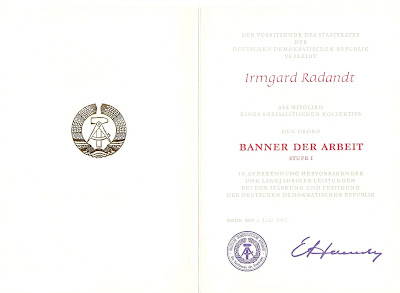 DER VORSITZENDE DES STAATSRATES
DER
DEUTSCHEN DEMOKRATISCHEN REPUBLIK
VERLEIHT
Irmgard Radandt
ALS MITGLIED
EINES SOZIALISTISCHEN KOLLEKTIVS
DEN ORDEN
BANNER DER ARBEIT
STUFE I
IN ANERKENNUNG HERVORRAGENDER
UND LANGJÄHRIGER LEISTUNGEN
BEI DER STÄRKUNG UND FESTIGUNG
DER DEUTSCHEN DEMOKRATISCHEN REPUBLIK
BERLIN, DEN